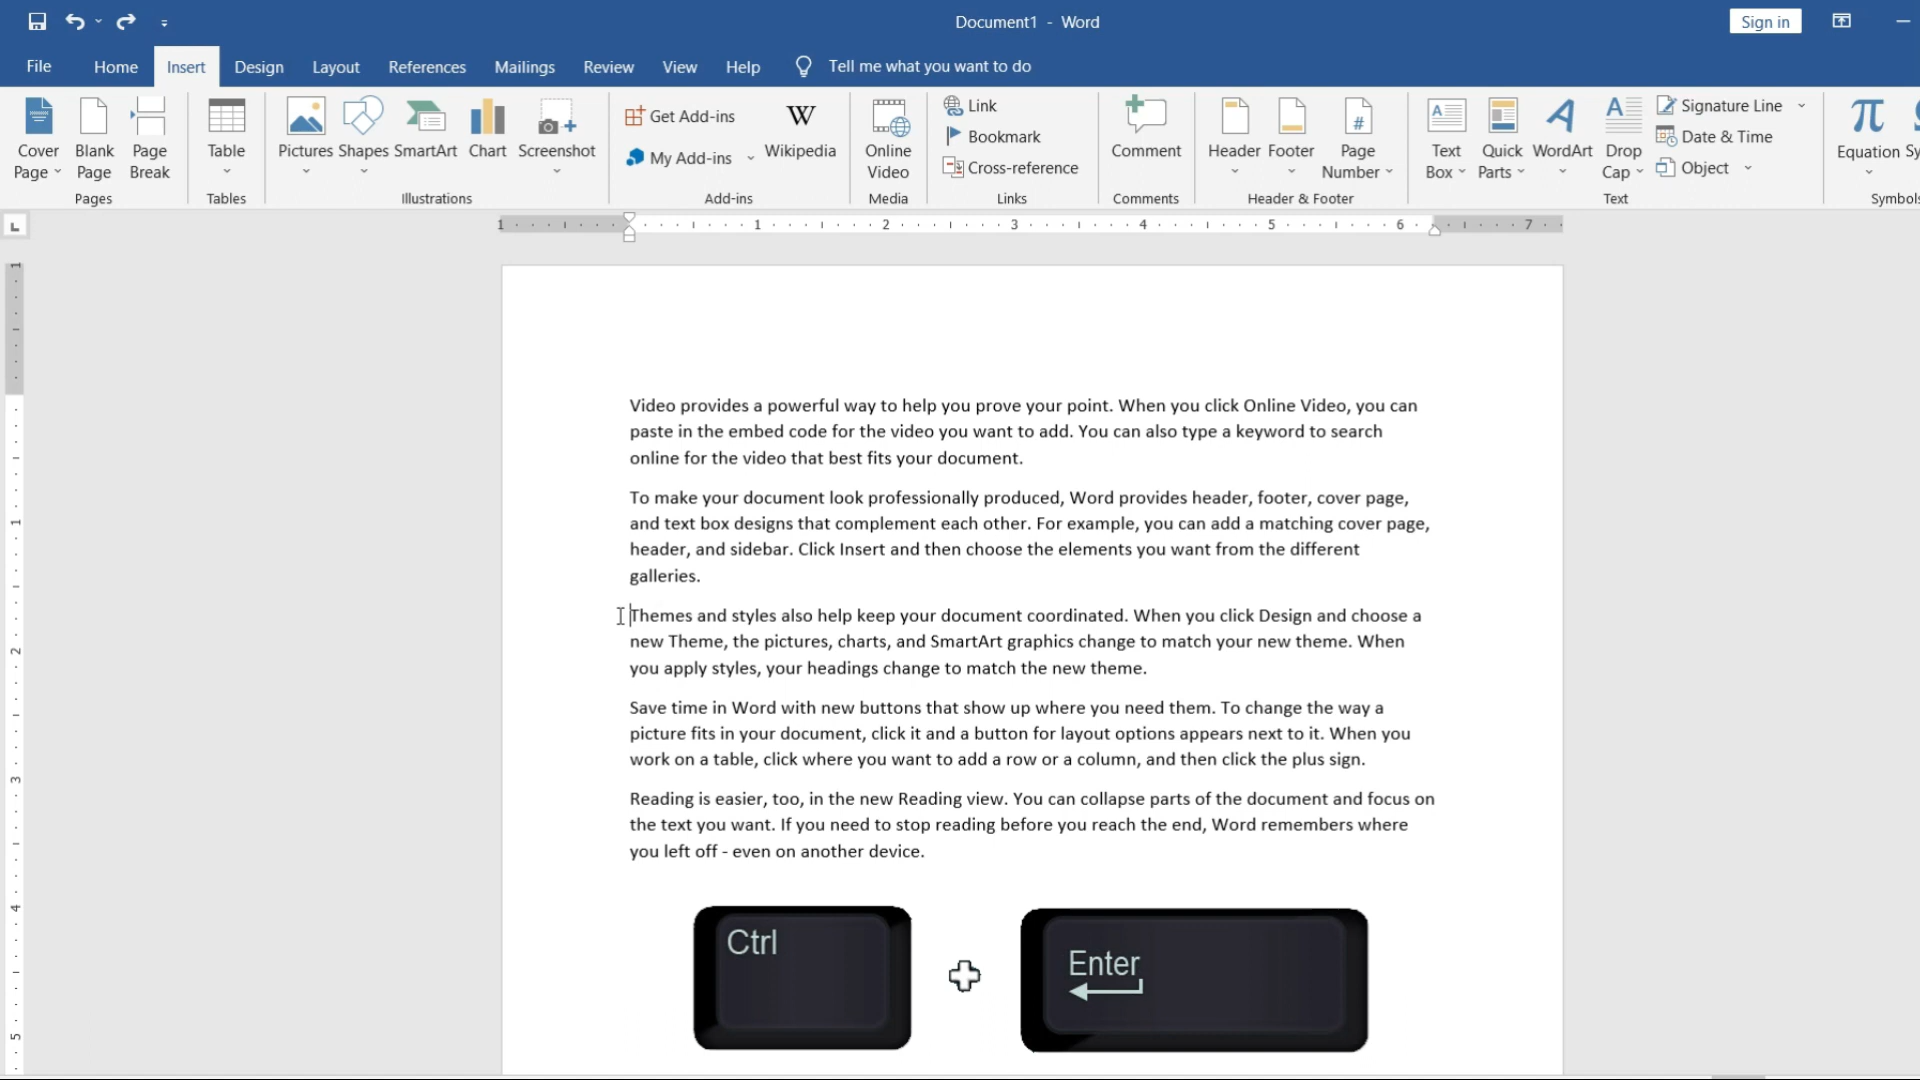 Document1 - Word
Sign in
File Home Insert Design Layout References Mailings Review View Help Tell me what you want to do
Cover Page
Blank Page
Page Break
Pages
Table
Tables
Pictures
Shapes
SmartArt
Chart
Screenshot
Illustrations
Get Add-ins
My Add-ins
W
Wikipedia
Add-ins
Online Video
Media
Link
Bookmark
Cross-reference
Links
Comment
Comments
Header
Footer
#
Page Number
Header & Footer
A
Text Box
Quick Parts
A
WordArt
A
Drop Cap
Signature Line
Date & Time
Object
Text
π
Equation
Sy
Symbols
L
1 1 2 3 4 5 6 7
1
1
2
3
4
5
Video provides a powerful way to help you prove your point. When you click Online Video, you can
paste in the embed code for the video you want to add. You can also type a keyword to search
online for the video that best fits your document.
To make your document look professionally produced, Word provides header, footer, cover page,
and text box designs that complement each other. For example, you can add a matching cover page,
header, and sidebar. Click Insert and then choose the elements you want from the different
galleries.
Themes and styles also help keep your document coordinated. When you click Design and choose a
new Theme, the pictures, charts, and SmartArt graphics change to match your new theme. When
you apply styles, your headings change to match the new theme.
Save time in Word with new buttons that show up where you need them. To change the way a
picture fits in your document, click it and a button for layout options appears next to it. When you
work on a table, click where you want to add a row or a column, and then click the plus sign.
Reading is easier, too, in the new Reading view. You can collapse parts of the document and focus on
the text you want. If you need to stop reading before you reach the end, Word remembers where
you left off - even on another device.
Ctrl
Enter